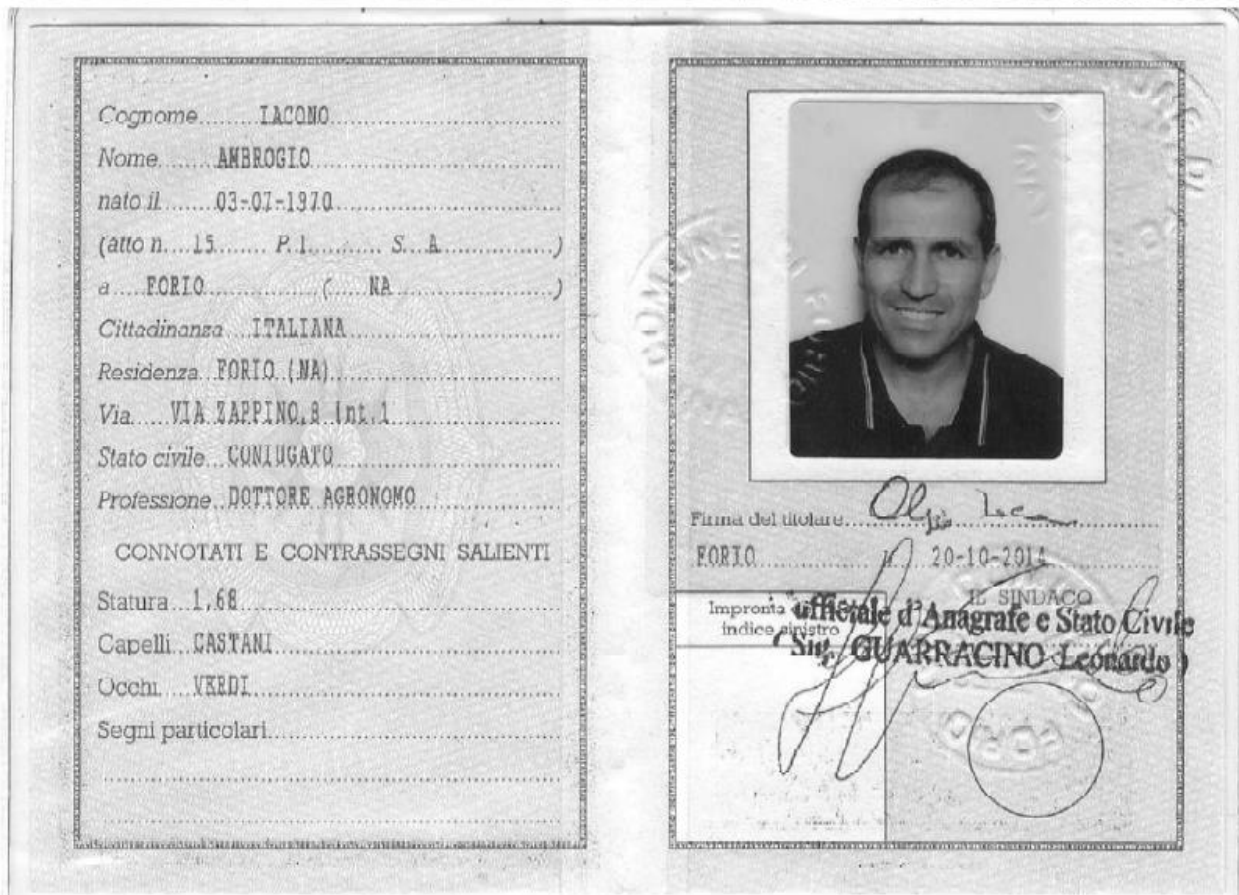 Cognome IACONO
Nome AMBROGIO
nato il 03-07-1970
(atto n. 15 P. 1 S. A )
a FORIO ( NA )
Cittadinanza ITALIANA
Residenza FORIO (NA)
Via VIA ZAPPINO,8 int.1
Stato civile CONIUGATO
Professione DOTTORE AGRONOMO
CONNOTATI E CONTRASSEGNI SALIENTI
Statura 1,68
Capelli CASTANI
Occhi VERDI
Segni particolari
Firma del titolare
FORIO li 20-10-2014
IL SINDACO
Impronta
indice sinistro
ufficiale d'Anagrafe e Stato Civile
( Sig. GUARRACINO Leonardo )
COMUNE DI FORIO